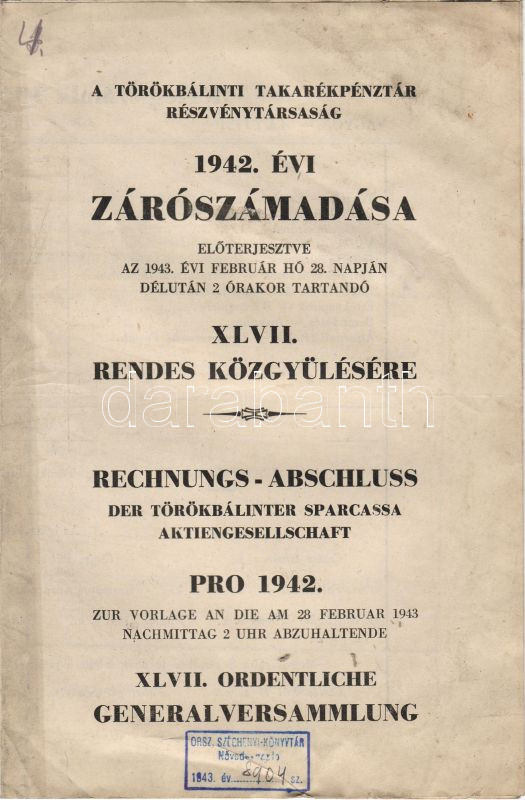 4.
A TÖRÖKBÁLINTI TAKARÉKPÉNZTÁR
RÉSZVÉNYTÁRSASÁG
1942. ÉVI
ZÁRÓSZÁMADÁSA
ELŐTERJESZTVE
AZ 1943. ÉVI FEBRUÁR HÓ 28. NAPJÁN
DÉLUTÁN 2 ÓRAKOR TARTANDÓ
XLVII.
RENDES KÖZGYÜLÉSÉRE
darabanth
RECHNUNGS - ABSCHLUSS
DER TÖRÖKBÁLINTER SPARCASSA
AKTIENGESELLSCHAFT
PRO 1942.
ZUR VORLAGE AN DIE AM 28 FEBRUAR 1943
NACHMITTAG 2 UHR ABZUHALTENDE
XLVII. ORDENTLICHE
GENERALVERSAMMLUNG
ORSZ. SZÉCHÉNYI-KÖNYVTÁR
1943. év 8904 sz.